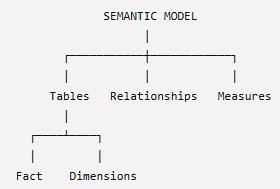 SEMANTIC MODEL
Tables Relationships Measures
Fact Dimensions